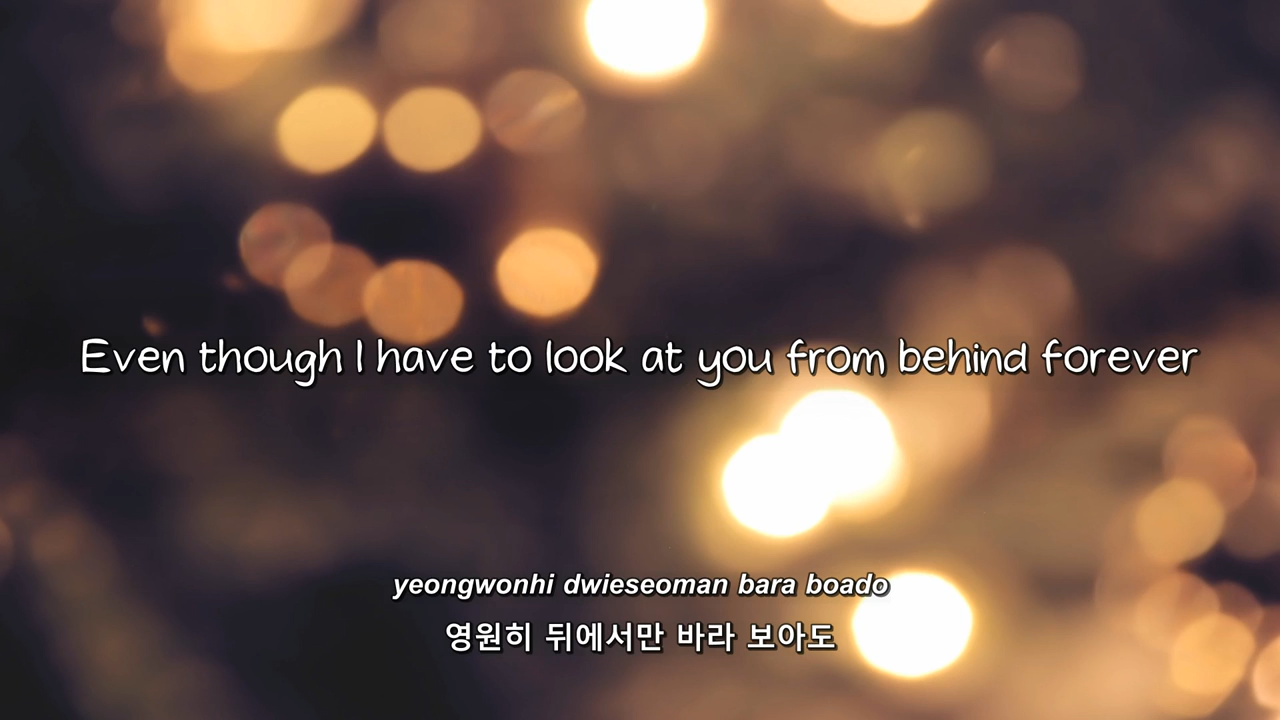 Even though I have to look at you from behind forever
yeongwonhi dwieseoman bara boado
영원히 뒤에서만 바라 보아도